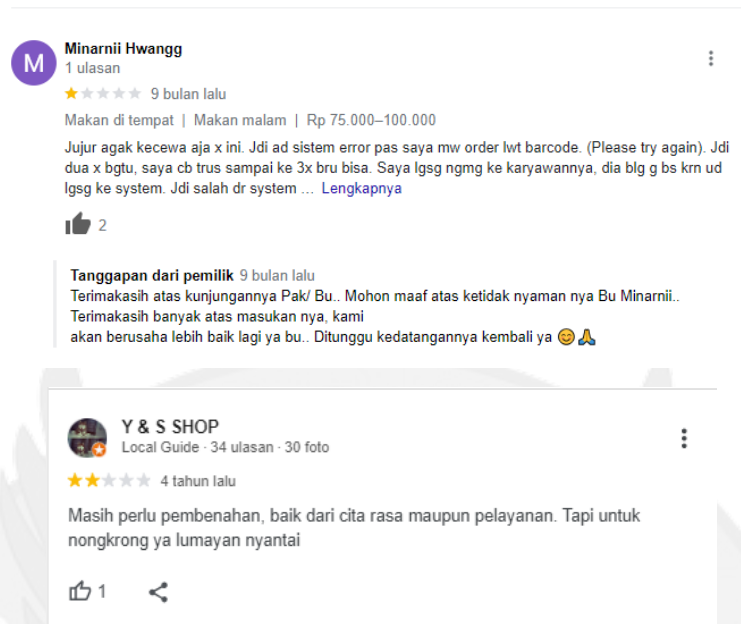 M
Minarnii Hwangg
1 ulasan
9 bulan lalu
Makan di tempat | Makan malam | Rp 75.000–100.000
Jujur agak kecewa aja x ini. Jdi ad sistem error pas saya mw order lwt barcode. (Please try again). Jdi
dua x bgtu, saya cb trus sampai ke 3x bru bisa. Saya lgsg ngmg ke karyawannya, dia blg g bs krn ud
lgsg ke system. Jdi salah dr system … Lengkapnya
2
Tanggapan dari pemilik 9 bulan lalu
Terimakasih atas kunjungannya Pak/ Bu.. Mohon maaf atas ketidak nyaman nya Bu Minarnii..
Terimakasih banyak atas masukan nya, kami
akan berusaha lebih baik lagi ya bu.. Ditunggu kedatangannya kembali ya 😊🙏
Y & S SHOP
Local Guide · 34 ulasan · 30 foto
4 tahun lalu
Masih perlu pembenahan, baik dari cita rasa maupun pelayanan. Tapi untuk
nongkrong ya lumayan nyantai
1